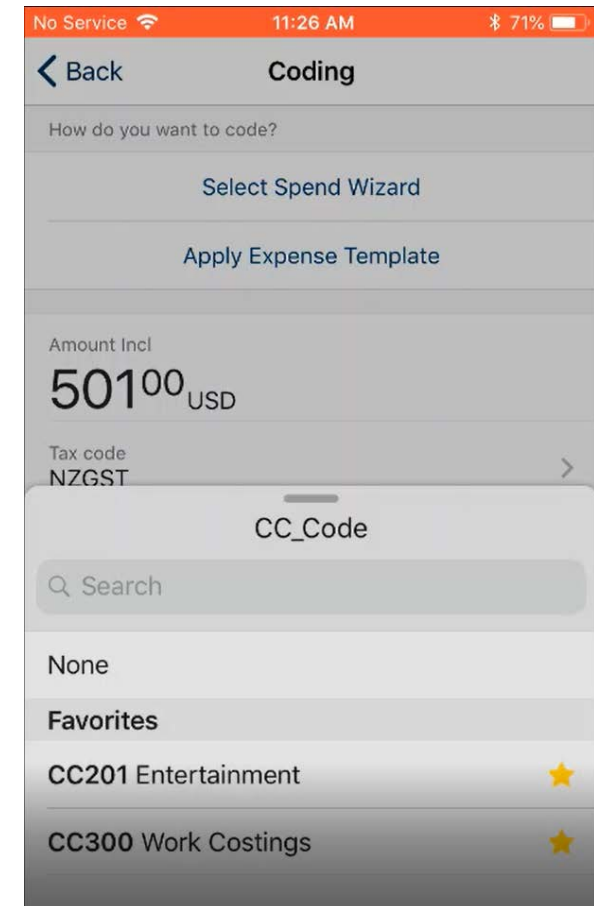 No Service 11:26 AM 71%
Back Coding
How do you want to code?
Select Spend Wizard
Apply Expense Template
Amount Incl
50100USD
Tax code
NZGST
CC_Code
Search
None
Favorites
CC201 Entertainment
CC300 Work Costings